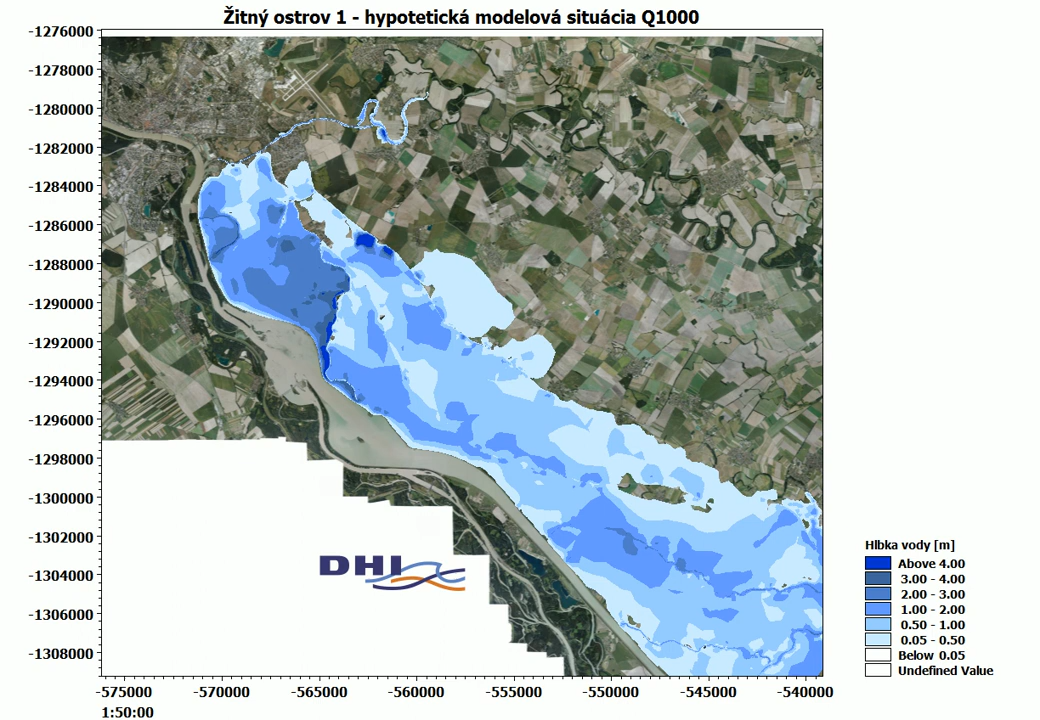 Žitný ostrov 1 - hypotetická modelová situácia Q1000
-1276000
-1278000
-1280000
-1282000
-1284000
-1286000
-1288000
-1290000
-1292000
-1294000
-1296000
-1298000
-1300000
-1302000
-1304000
-1306000
-1308000
DHI
Hĺbka vody [m]
Above 4.00
3.00 - 4.00
2.00 - 3.00
1.00 - 2.00
0.50 - 1.00
0.05 - 0.50
Below 0.05
Undefined Value
-575000 -570000 -565000 -560000 -555000 -550000 -545000 -540000
1:50:00